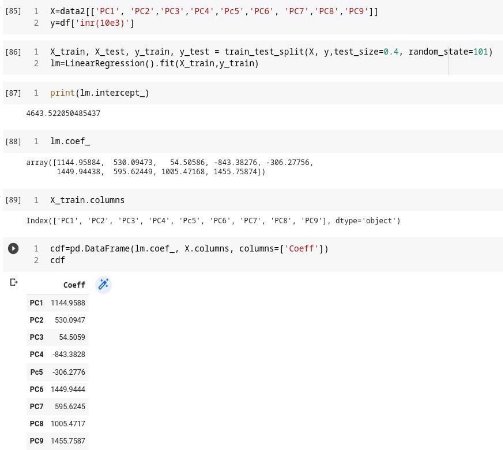 [85] 1 X=data2[['PC1', 'PC2','PC3','PC4','Pc5','PC6', 'PC7','PC8','PC9']]
2 y=df['inr(10e3)']
[86] 1 X_train, X_test, y_train, y_test = train_test_split(X, y,test_size=0.4, random_state=101)
2 lm=LinearRegression().fit(X_train,y_train)
[87] 1 print(lm.intercept_)
4643.522050485437
[88] 1 lm.coef_
array([1144.95884, 530.09473, 54.50586, -843.38276, -306.27756,
1449.94438, 595.62449, 1005.47168, 1455.75874])
[89] 1 X_train.columns
Index(['PC1', 'PC2', 'PC3', 'PC4', 'Pc5', 'PC6', 'PC7', 'PC8', 'PC9'], dtype='object')
1 cdf=pd.DataFrame(lm.coef_, X.columns, columns=['Coeff'])
2 cdf
Coeff
PC1 1144.9588
PC2 530.0947
PC3 54.5059
PC4 -843.3828
Pc5 -306.2776
PC6 1449.9444
PC7 595.6245
PC8 1005.4717
PC9 1455.7587